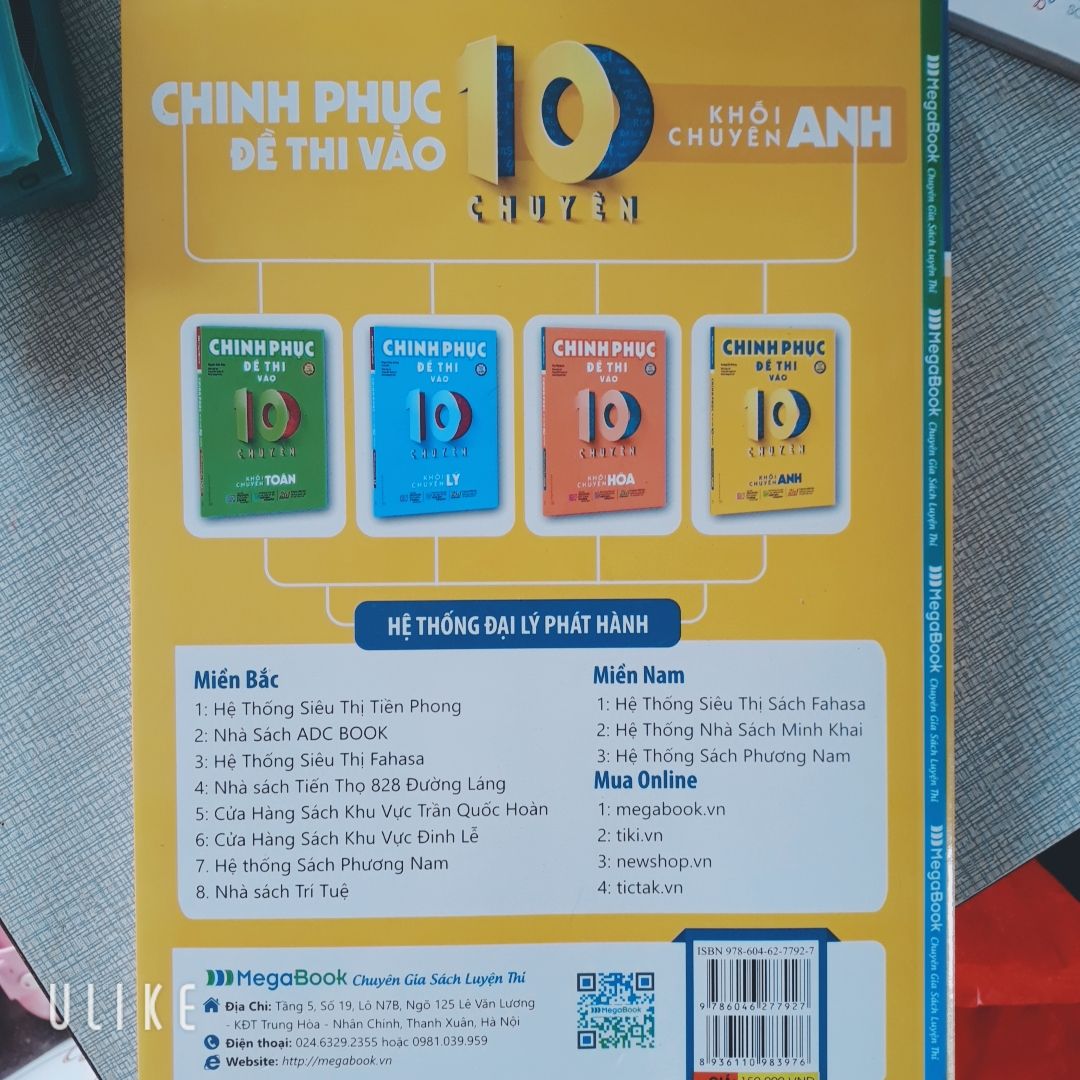 CHINH PHỤC
ĐỀ THI VÀO
10
CHUYÊN
KHỐI
CHUYÊN ANH
CHINH PHỤC
ĐỀ THI
VÀO
10
CHUYÊN
KHỐI
CHUYÊN TOÁN
CHINH PHỤC
ĐỀ THI
VÀO
10
CHUYÊN
KHỐI
CHUYÊN LÝ
CHINH PHỤC
ĐỀ THI
VÀO
10
CHUYÊN
KHỐI
CHUYÊN HÓA
CHINH PHỤC
ĐỀ THI
VÀO
10
CHUYÊN
KHỐI
CHUYÊN ANH
HỆ THỐNG ĐẠI LÝ PHÁT HÀNH
Miền Bắc
1: Hệ Thống Siêu Thị Tiền Phong
2: Nhà Sách ADC BOOK
3: Hệ Thống Siêu Thị Fahasa
4: Nhà sách Tiến Thọ 828 Đường Láng
5: Cửa Hàng Sách Khu Vực Trần Quốc Hoàn
6: Cửa Hàng Sách Khu Vực Đinh Lễ
7. Hệ thống Sách Phương Nam
8. Nhà sách Trí Tuệ
Miền Nam
1: Hệ Thống Siêu Thị Sách Fahasa
2: Hệ Thống Nhà Sách Minh Khai
3: Hệ Thống Sách Phương Nam
Mua Online
1: megabook.vn
2: tiki.vn
3: newshop.vn
4: tictak.vn
MegaBook Chuyên Gia Sách Luyện Thi
Địa Chỉ: Tầng 5, Số 19, Lô N7B, Ngõ 125 Lê Văn Lương
- KĐT Trung Hòa - Nhân Chính, Thanh Xuân, Hà Nội
Điện thoại: 024.6329.2355 hoặc 0981.039.959
Website: http://megabook.vn
MegaBook
ISBN 978-604-62-7792-7
9 786046 277927
8 936110 983976
GIÁ 150.000 VND
MegaBook Chuyên Gia Sách Luyện Thi
MegaBook Chuyên Gia Sách Luyện Thi
MegaBook Chuyên Gia Sách Luyện Thi
MegaBook Chuyên Gia Sách Luyện Thi
ULIKE